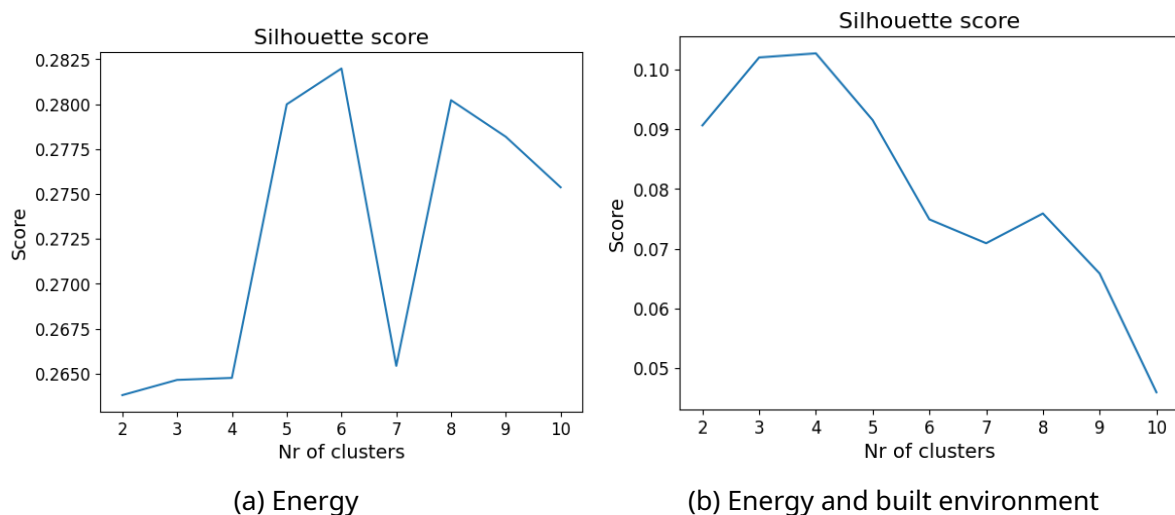 Silhouette score
0.2825
0.2800
0.2775
0.2750
0.2725
0.2700
0.2675
0.2650
Score
2 3 4 5 6 7 8 9 10
Nr of clusters
(a) Energy
Silhouette score
0.10
0.09
0.08
0.07
0.06
0.05
Score
2 3 4 5 6 7 8 9 10
Nr of clusters
(b) Energy and built environment